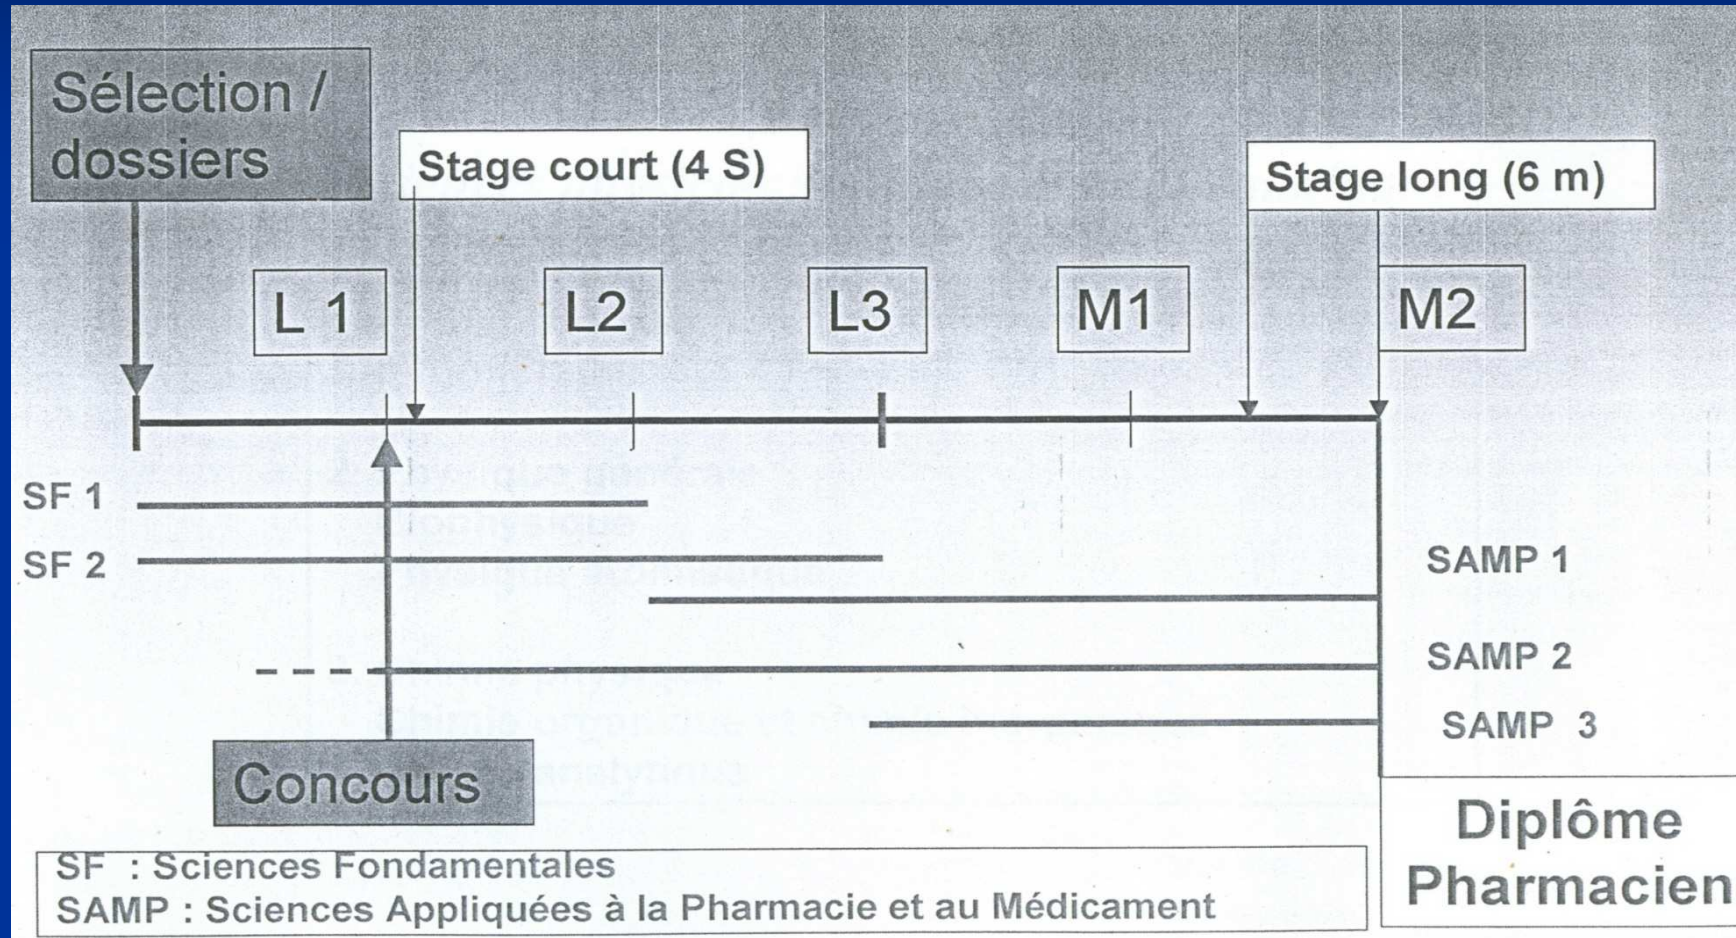 Sélection /
dossiers
Stage court (4 S)
Stage long (6 m)
L 1
L2
L3
M1
M2
SF 1
SF 2
SAMP 1
SAMP 2
SAMP 3
Concours
Diplôme
Pharmacien
SF : Sciences Fondamentales
SAMP : Sciences Appliquées à la Pharmacie et au Médicament